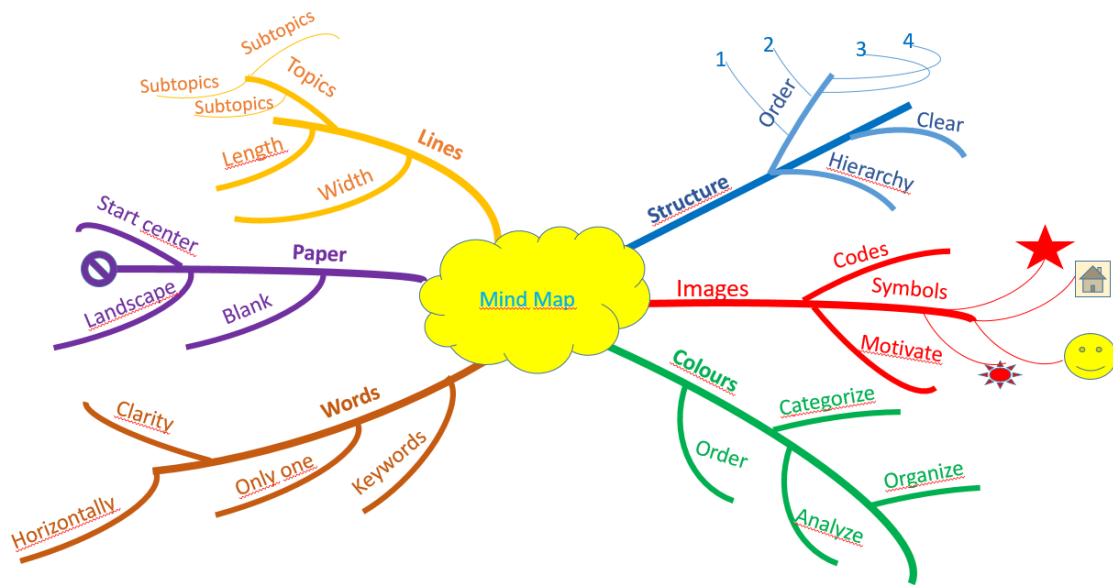 Mind Map
Structure
Order
1
2
3
4
Clear
Hierarchy
Images
Codes
Symbols
Motivate
Colours
Categorize
Order
Organize
Analyze
Words
Keywords
Only one
Clarity
Horizontally
Paper
Start center
Landscape
Blank
Lines
Topics
Subtopics
Subtopics
Subtopics
Length
Width